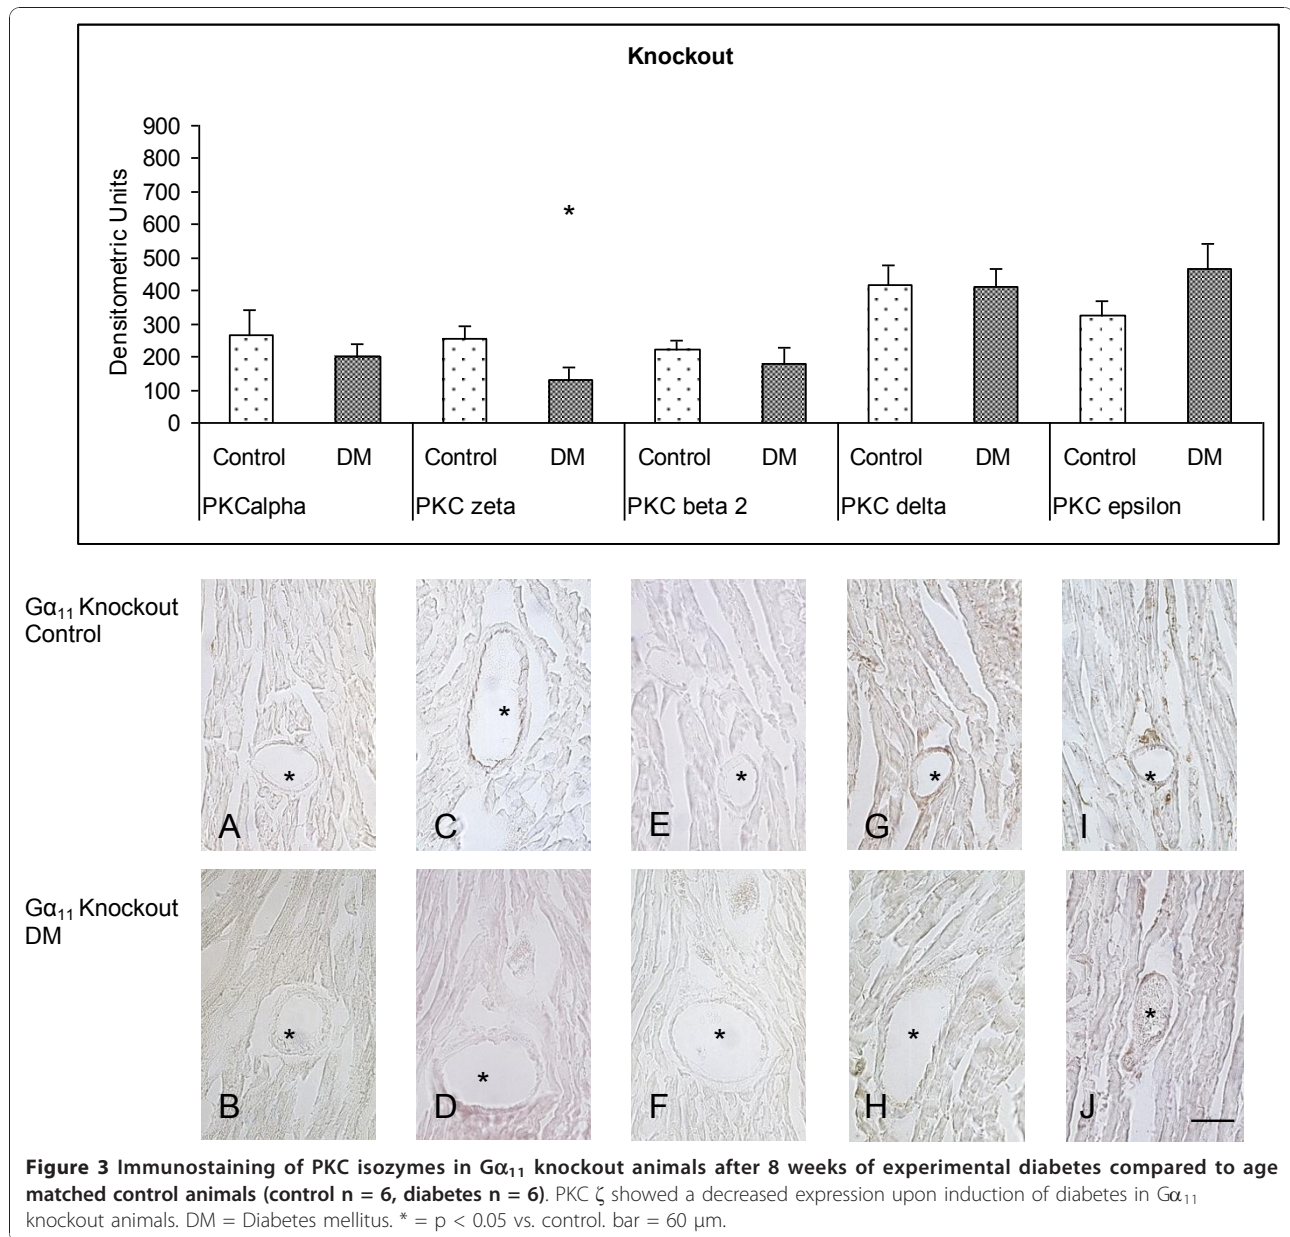 Knockout
Densitometric Units
900
800
700
600
500
400
300
200
100
0
*
Control DM Control DM Control DM Control DM Control DM
PKCalpha PKC zeta PKC beta 2 PKC delta PKC epsilon
Gα₁₁ Knockout
Control
* * * * *
A C E G I
Gα₁₁ Knockout
DM
* * * * *
B D F H J
Figure 3 Immunostaining of PKC isozymes in Gα₁₁ knockout animals after 8 weeks of experimental diabetes compared to age
matched control animals (control n = 6, diabetes n = 6). PKC ζ showed a decreased expression upon induction of diabetes in Gα₁₁
knockout animals. DM = Diabetes mellitus. * = p < 0.05 vs. control. bar = 60 μm.